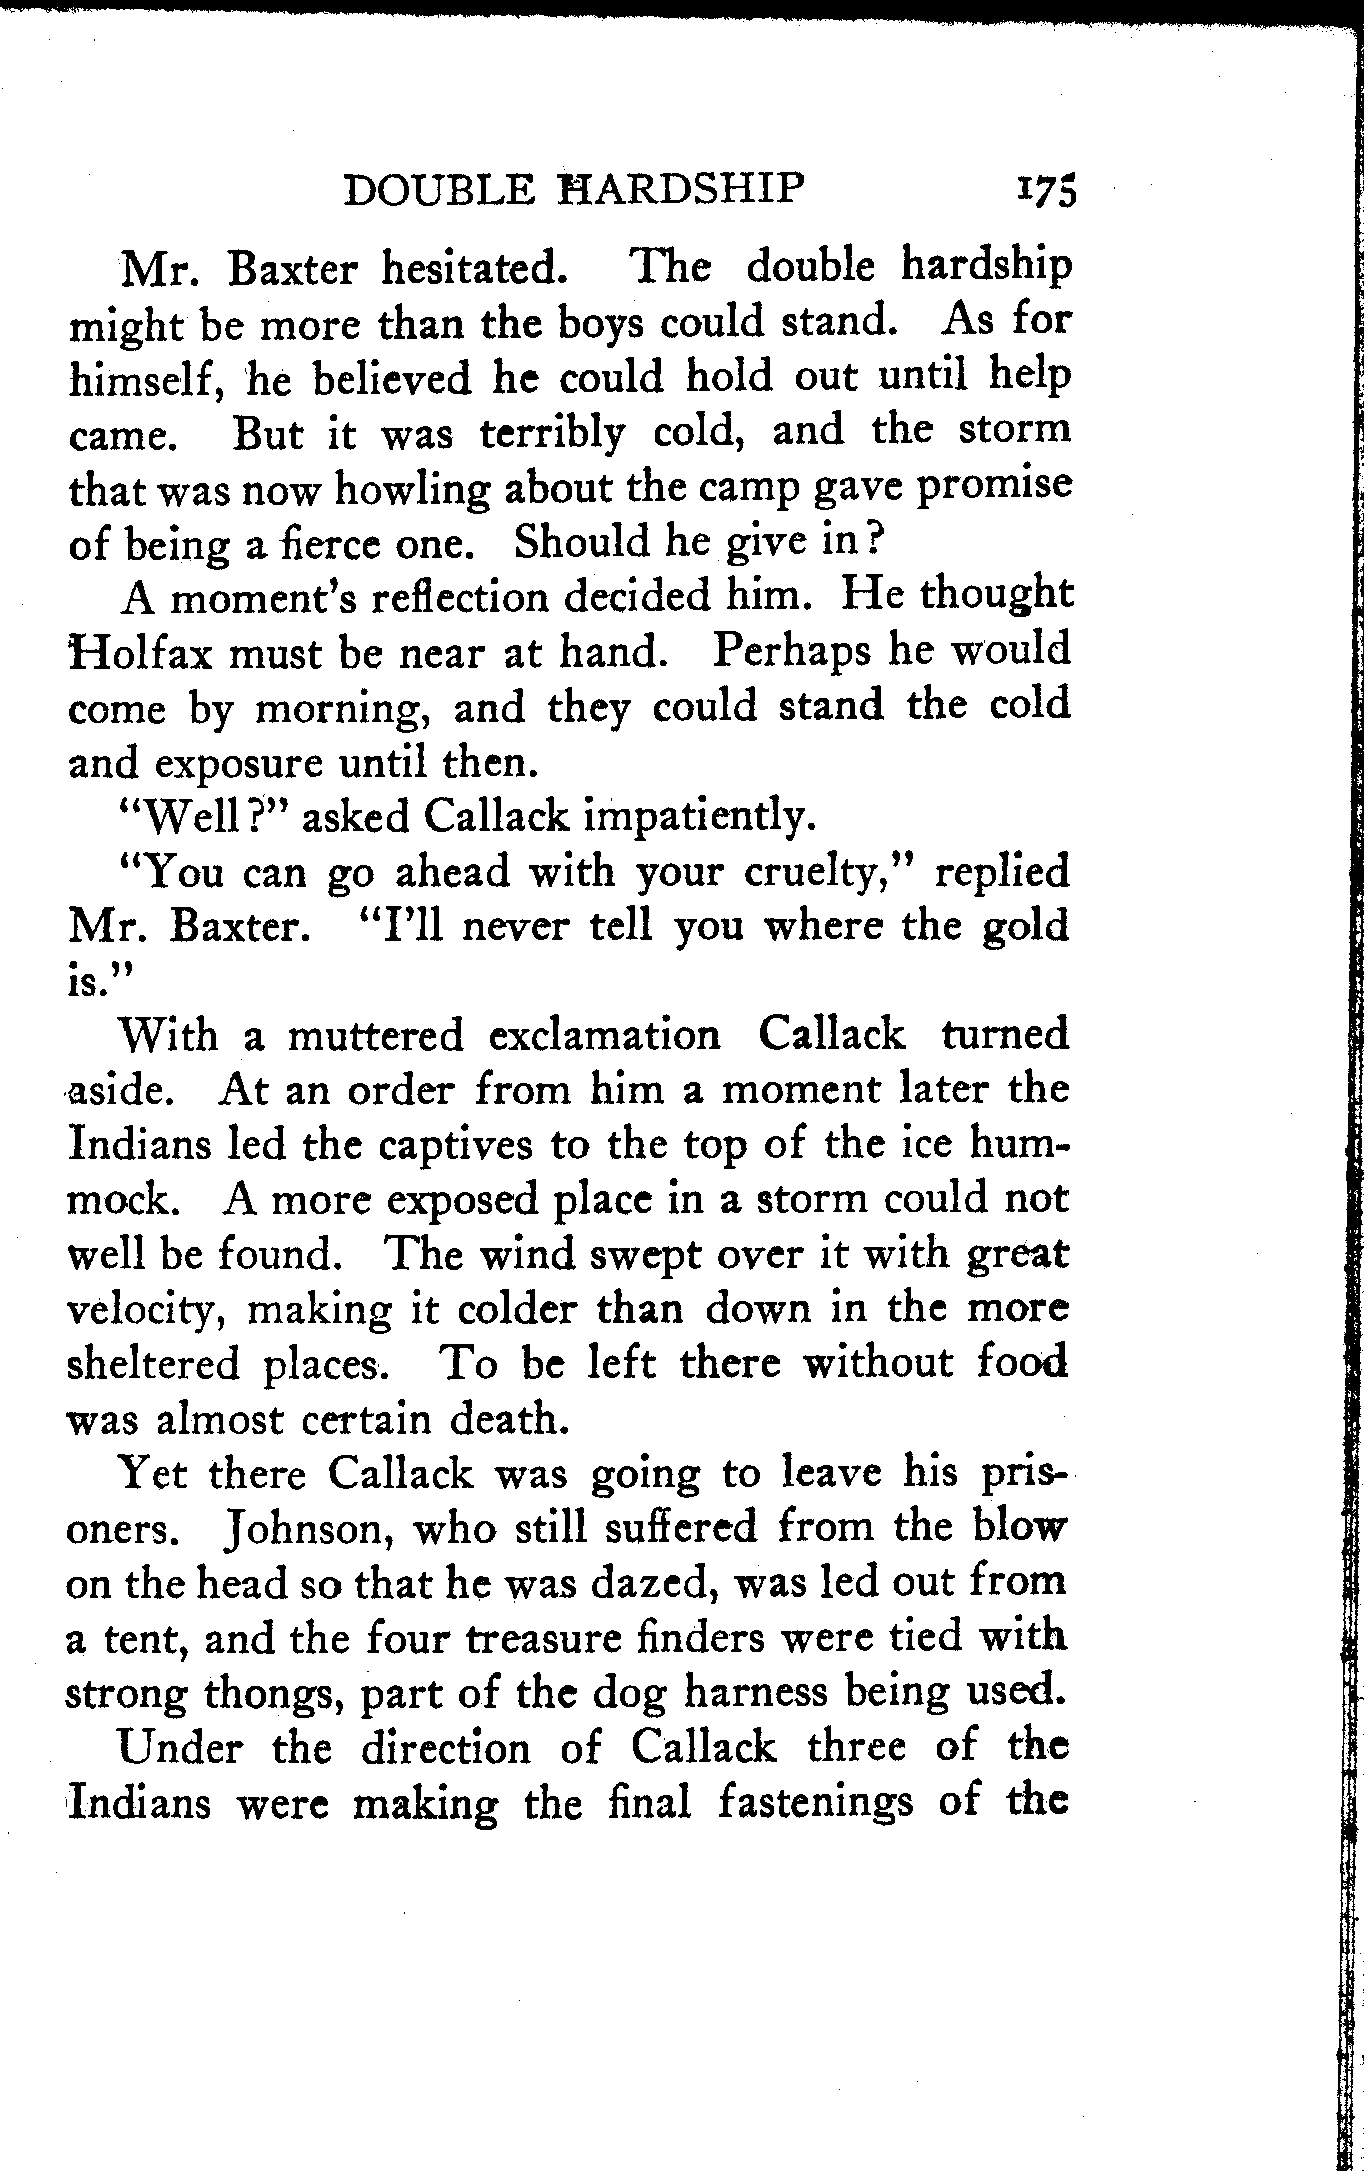 DOUBLE HARDSHIP 175
Mr. Baxter hesitated. The double hardship
might be more than the boys could stand. As for
himself, he believed he could hold out until help
came. But it was terribly cold, and the storm
that was now howling about the camp gave promise
of being a fierce one. Should he give in?
A moment's reflection decided him. He thought
Holfax must be near at hand. Perhaps he would
come by morning, and they could stand the cold
and exposure until then.
"Well?" asked Callack impatiently.
"You can go ahead with your cruelty," replied
Mr. Baxter. "I'll never tell you where the gold
is."
With a muttered exclamation Callack turned
aside. At an order from him a moment later the
Indians led the captives to the top of the ice hum-
mock. A more exposed place in a storm could not
well be found. The wind swept over it with great
velocity, making it colder than down in the more
sheltered places. To be left there without food
was almost certain death.
Yet there Callack was going to leave his pris-
oners. Johnson, who still suffered from the blow
on the head so that he was dazed, was led out from
a tent, and the four treasure finders were tied with
strong thongs, part of the dog harness being used.
Under the direction of Callack three of the
Indians were making the final fastenings of the